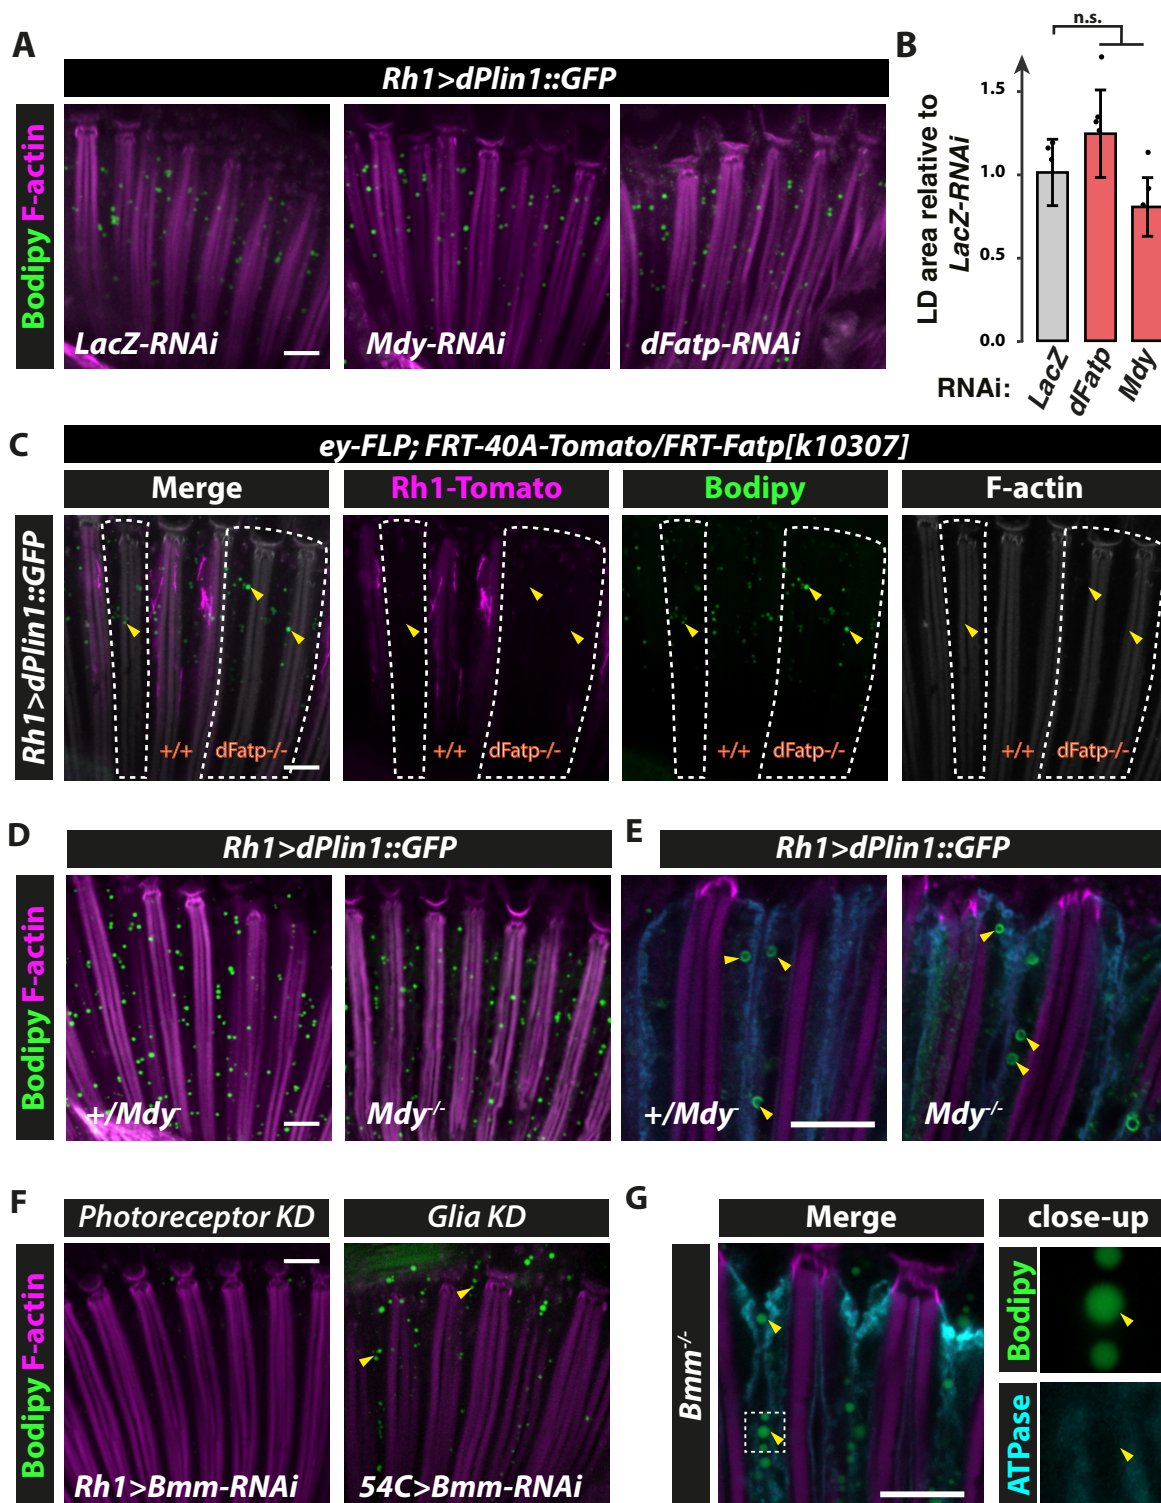 A
Rh1>dPlin1::GFP
Bodipy F-actin
LacZ-RNAi
Mdy-RNAi
dFatp-RNAi
B
n.s.
LD area relative to
LacZ-RNAi
1.5
1.0
0.5
0.0
RNAi:
LacZ
dFatp
Mdy
C
ey-FLP; FRT-40A-Tomato/FRT-Fatp[k10307]
Merge
Rh1-Tomato
Bodipy
F-actin
Rh1>dPlin1::GFP
+/+ dFatp-/-
+/+ dFatp-/-
+/+ dFatp-/-
+/+ dFatp-/-
D
Rh1>dPlin1::GFP
Bodipy F-actin
+/Mdy-
Mdy-/-
E
Rh1>dPlin1::GFP
+/Mdy-
Mdy-/-
F
Photoreceptor KD
Glia KD
Bodipy F-actin
Rh1>Bmm-RNAi
54C>Bmm-RNAi
G
Merge
close-up
Bmm-/-
Bodipy
ATPase